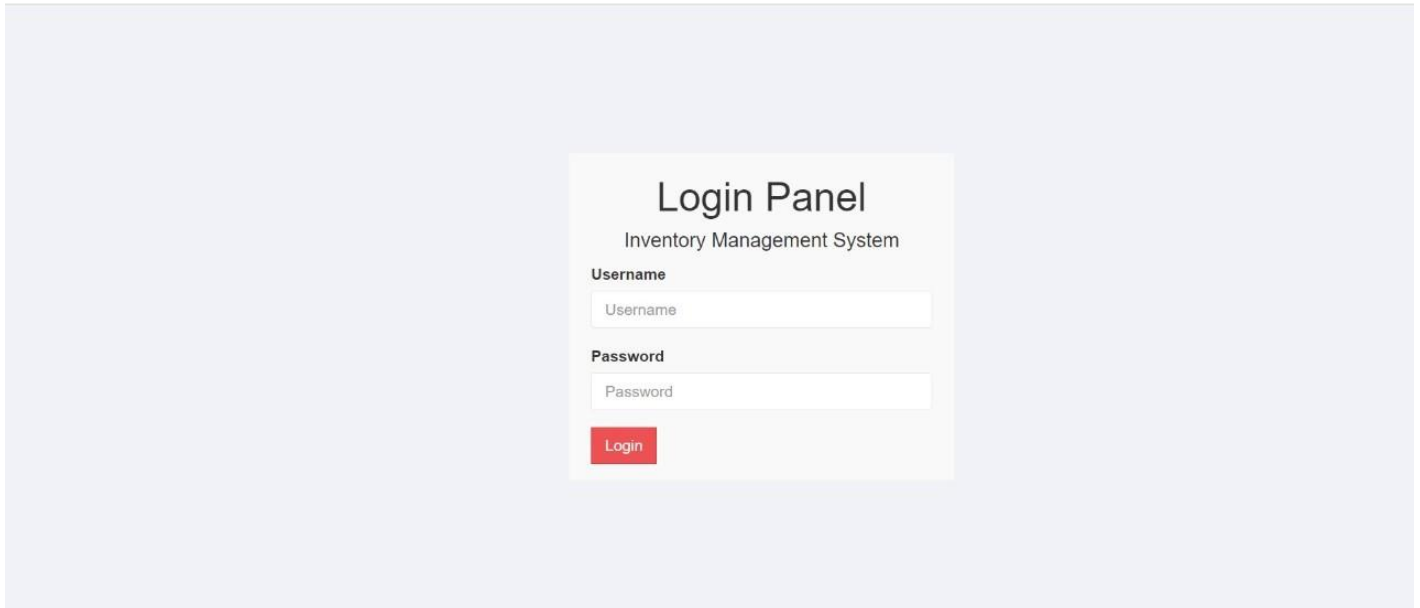 Login Panel
Inventory Management System
Username
Username
Password
Password
Login